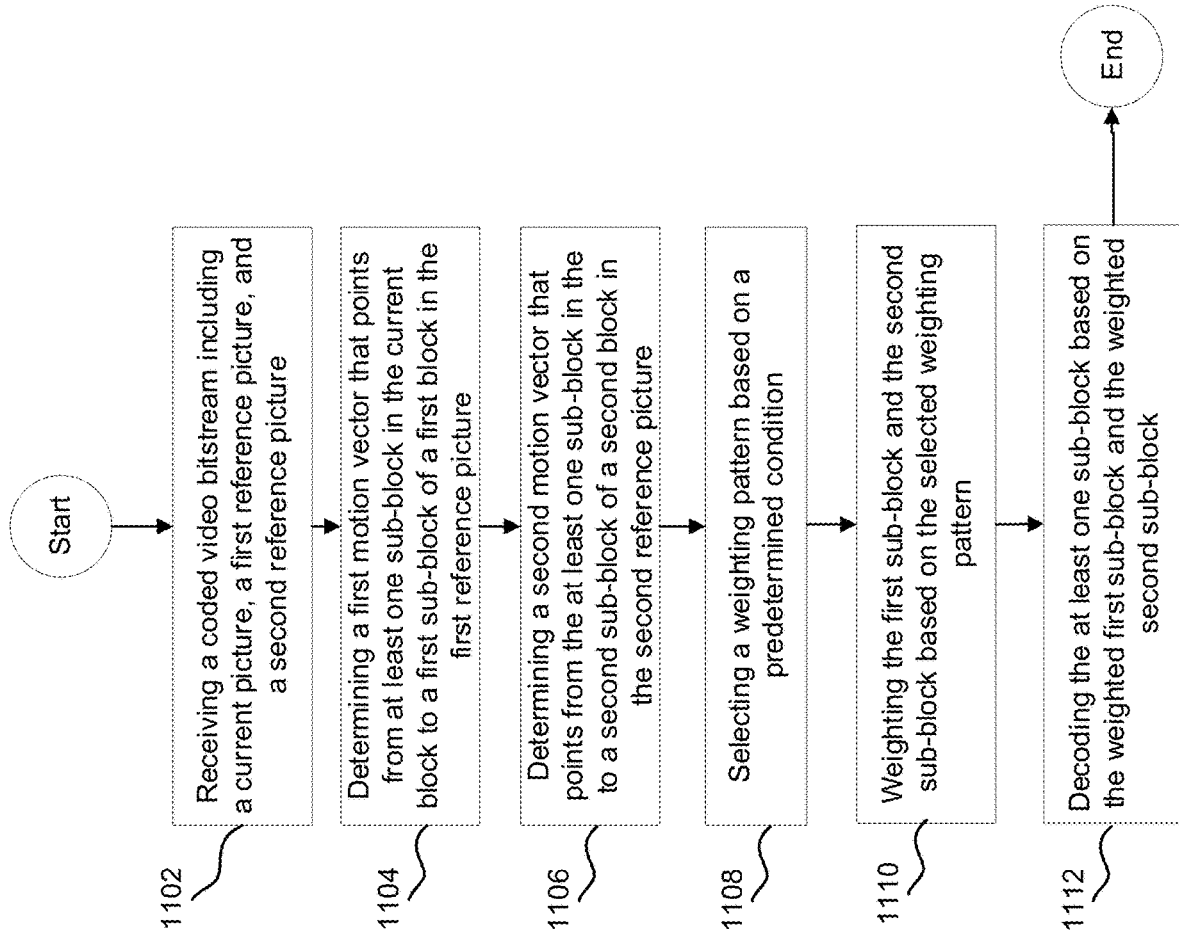 Start
1102
Receiving a coded video bitstream including
a current picture, a first reference picture, and
a second reference picture
1104
Determining a first motion vector that points
from at least one sub-block in the current
block to a first sub-block of a first block in the
first reference picture
1106
Determining a second motion vector that
points from the at least one sub-block in the
to a second sub-block of a second block in
the second reference picture
1108
Selecting a weighting pattern based on a
predetermined condition
1110
Weighting the first sub-block and the second
sub-block based on the selected weighting
pattern
1112
Decoding the at least one sub-block based on
the weighted first sub-block and the weighted
second sub-block
End